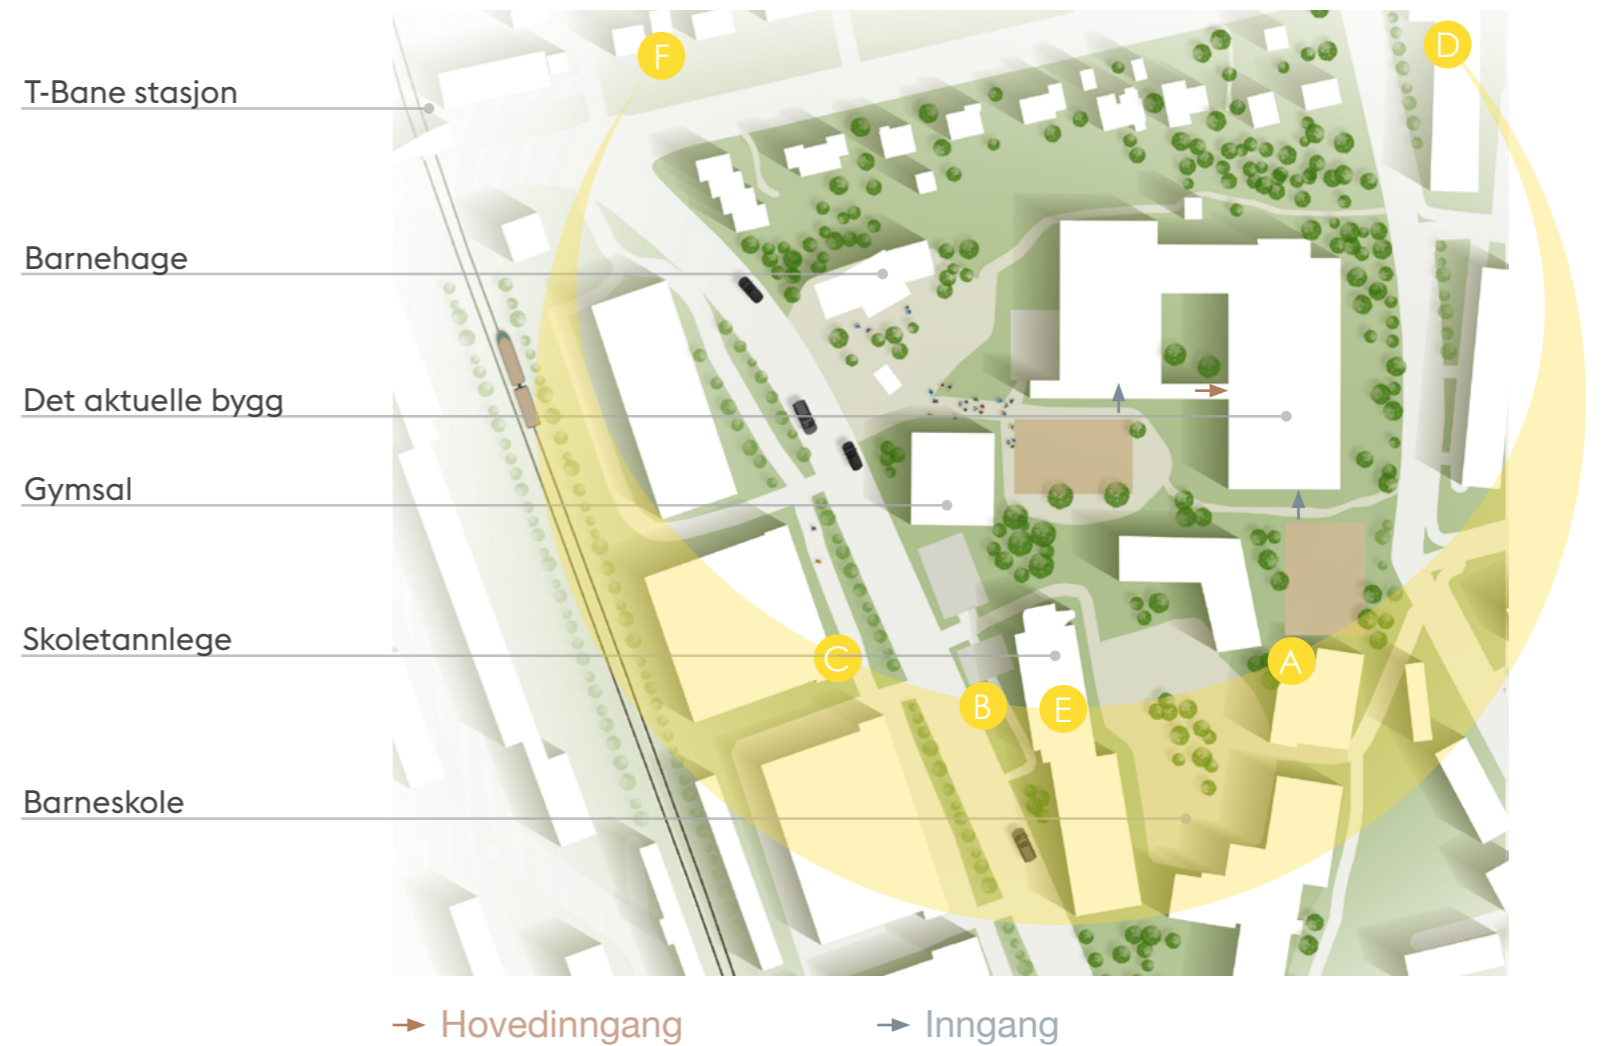 F
D
T-Bane stasjon
Barnehage
Det aktuelle bygg
Gymsal
Skoletannlege
C
A
B
E
Barneskole
Hovedinngang
Inngang